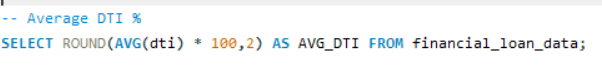 -- Average DTI %
SELECT ROUND(AVG(dti) * 100,2) AS AVG_DTI FROM financial_loan_data;